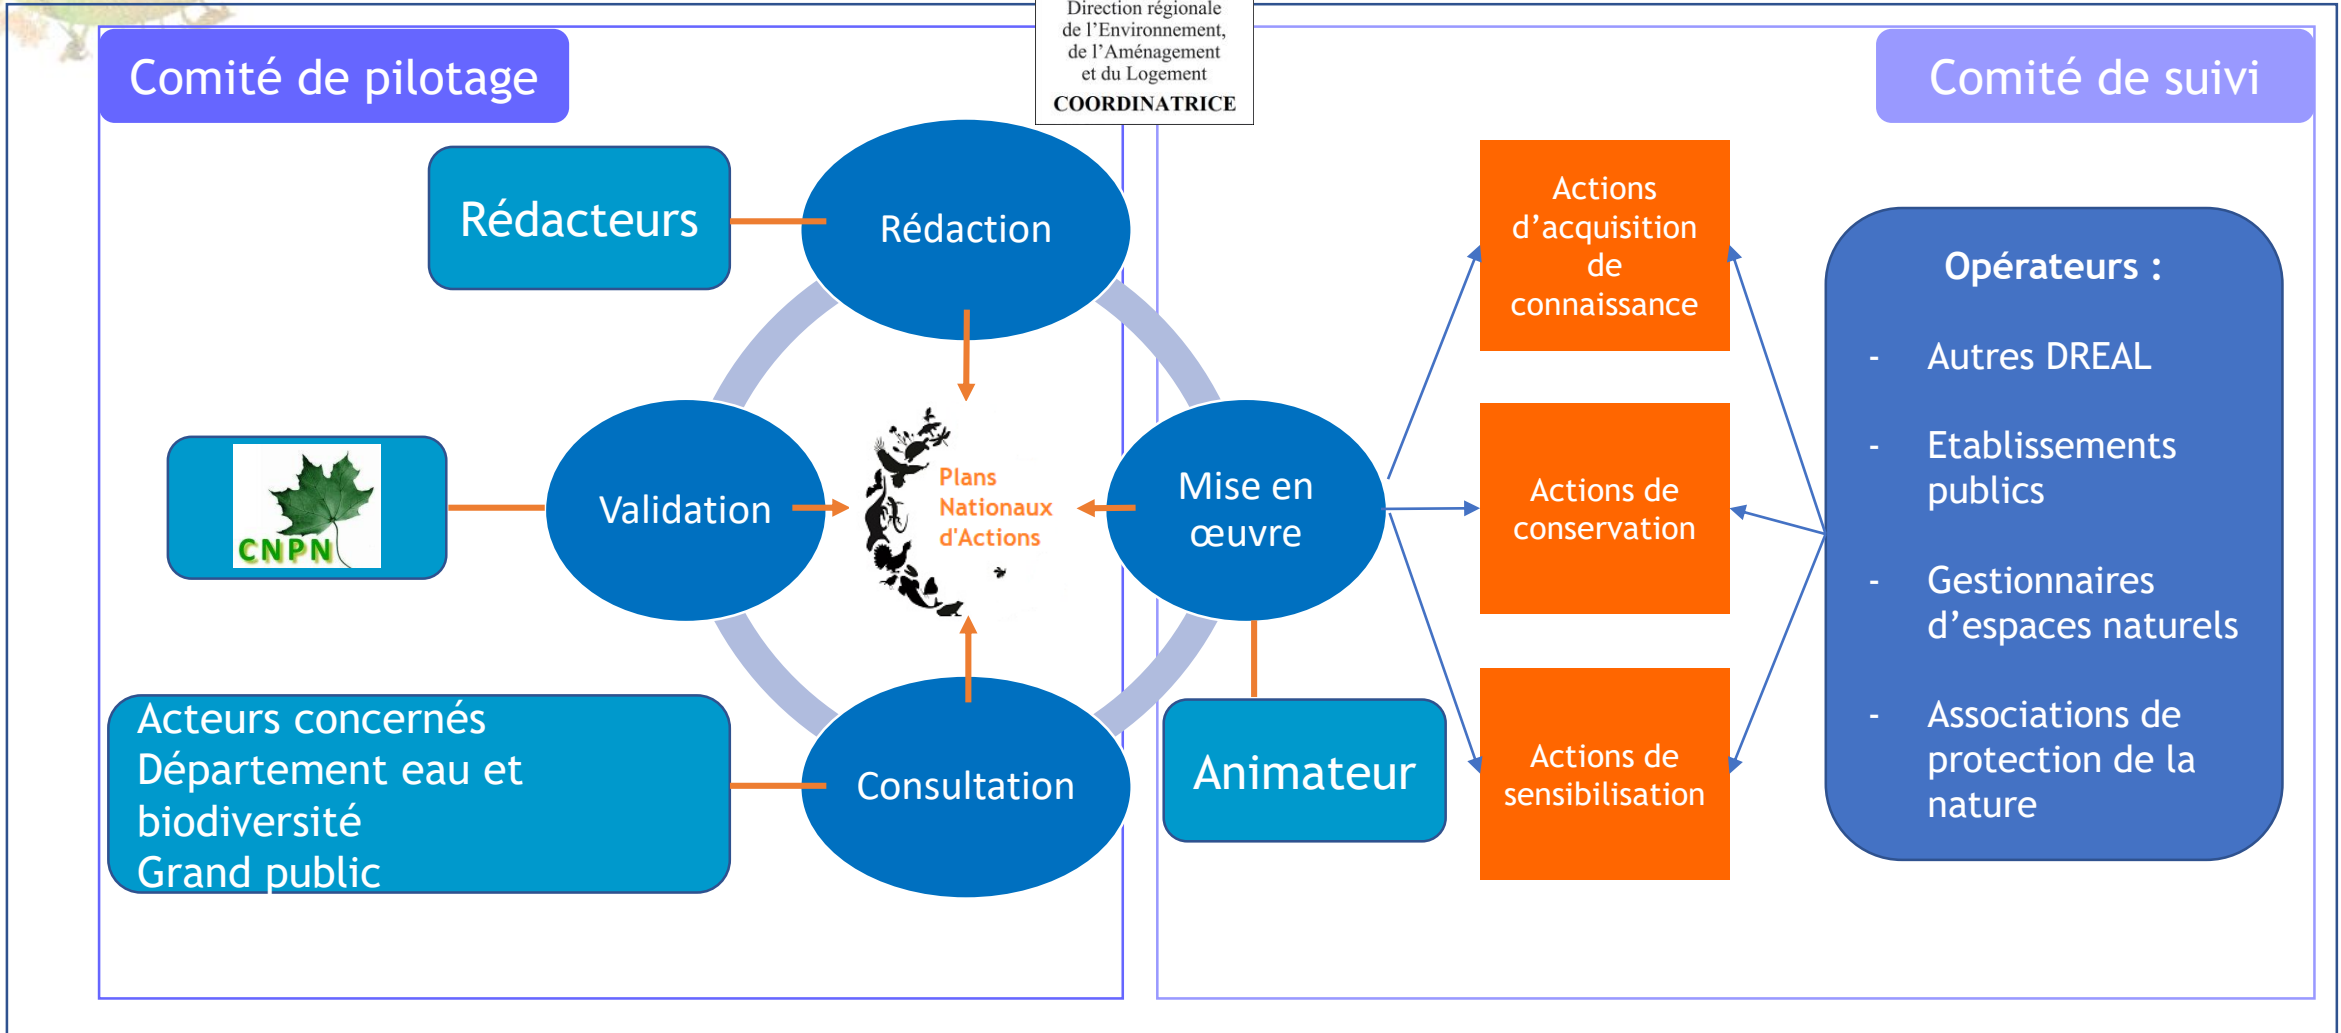 Direction régionale
de l’Environnement,
de l’Aménagement
et du Logement
COORDINATRICE
Comité de pilotage
Comité de suivi
Rédacteurs
Rédaction
CNPN
Validation
Plans
Nationaux
d'Actions
Mise en
œuvre
Acteurs concernés
Département eau et
biodiversité
Grand public
Consultation
Animateur
Actions
d’acquisition
de
connaissance
Actions de
conservation
Actions de
sensibilisation
Opérateurs :
- Autres DREAL
- Etablissements
publics
- Gestionnaires
d’espaces naturels
- Associations de
protection de la
nature